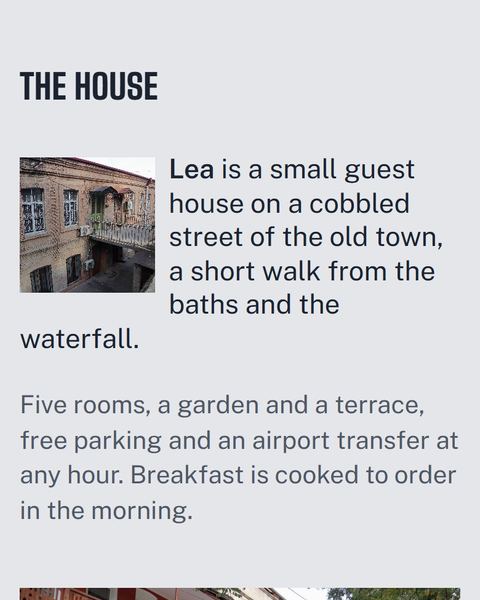 THE HOUSE
Lea is a small guest
house on a cobbled
street of the old town,
a short walk from the
baths and the
waterfall.
Five rooms, a garden and a terrace,
free parking and an airport transfer at
any hour. Breakfast is cooked to order
in the morning.